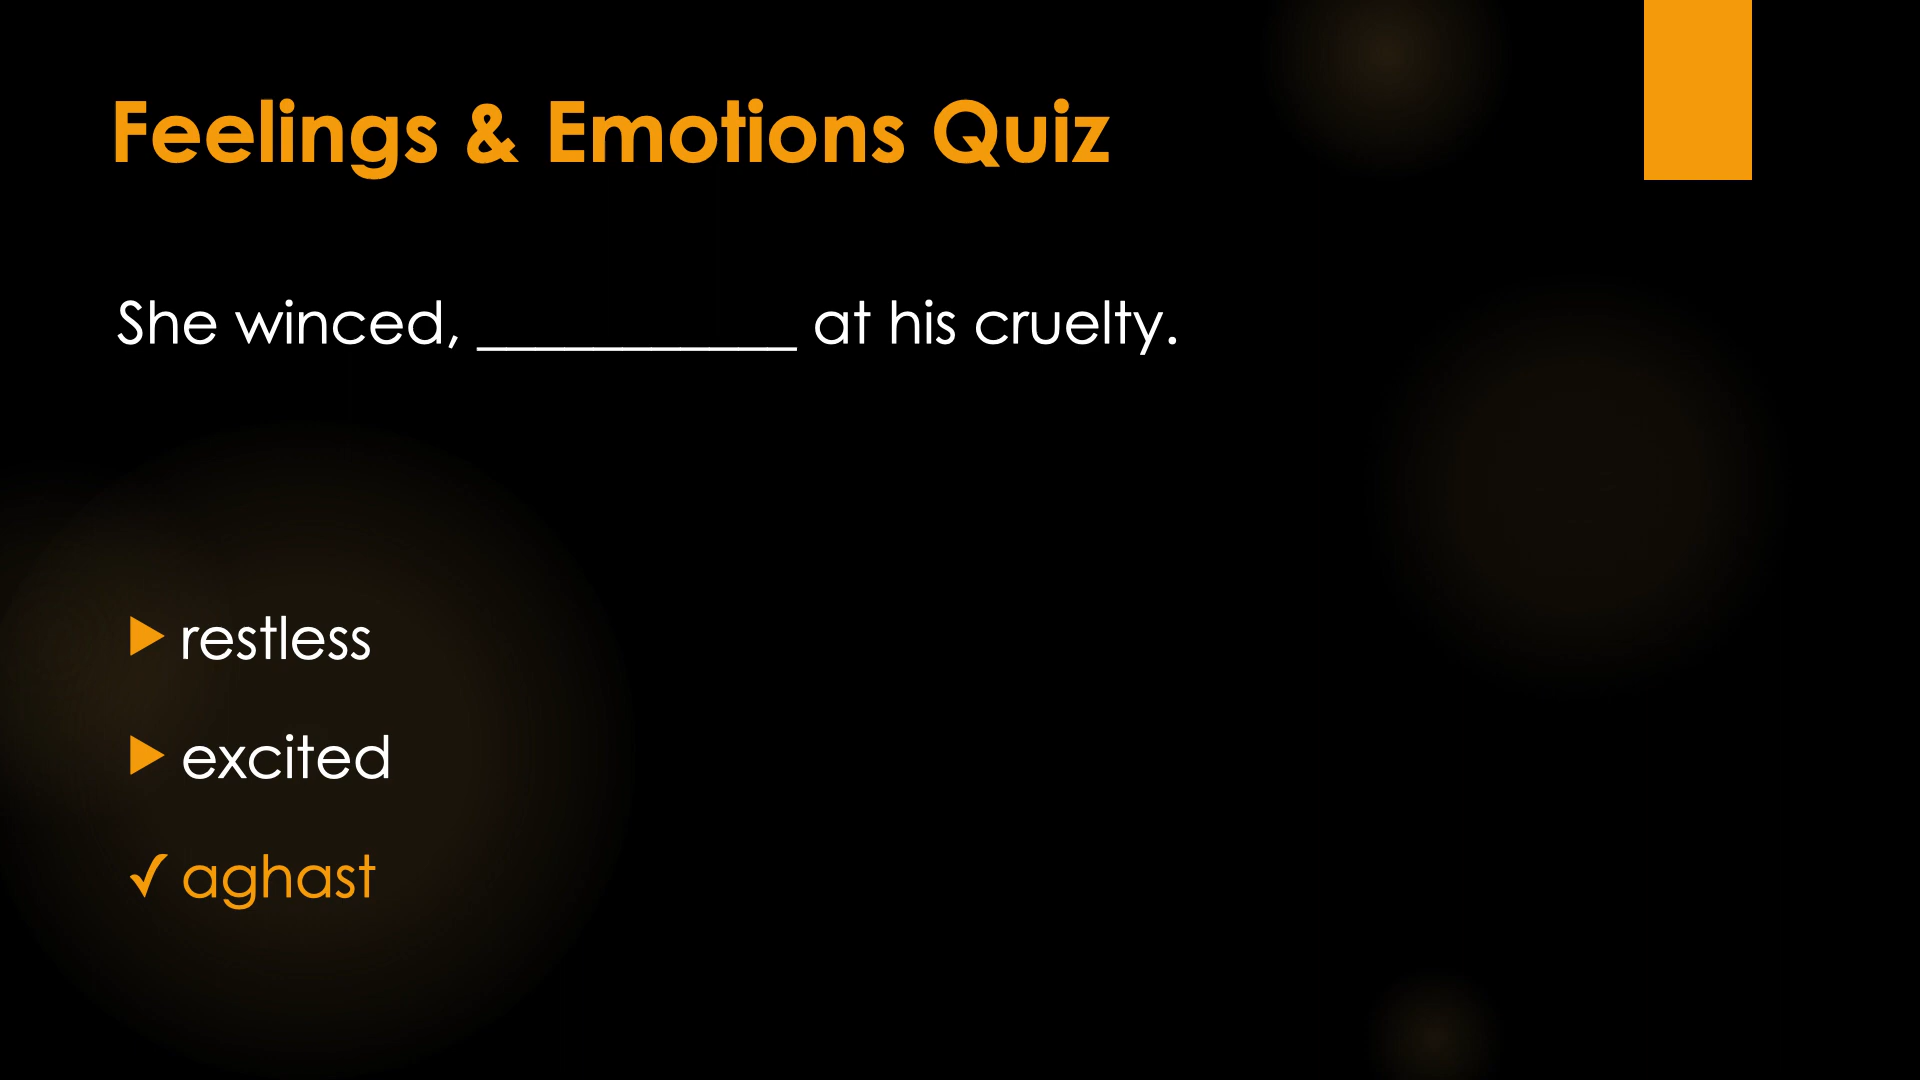 Feelings & Emotions Quiz
She winced, ___________ at his cruelty.
restless
excited
✓ aghast